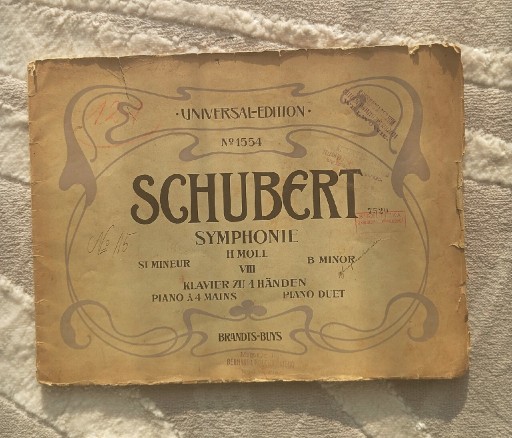 · UNIVERSAL-EDITION ·
Nº 1554
SCHUBERT
7529
SYMPHONIE
H MOLL
SI MINEUR B MINOR
VIII
KLAVIER ZU 4 HÄNDEN
PIANO À 4 MAINS PIANO DUET
BRANDTS-BUYS